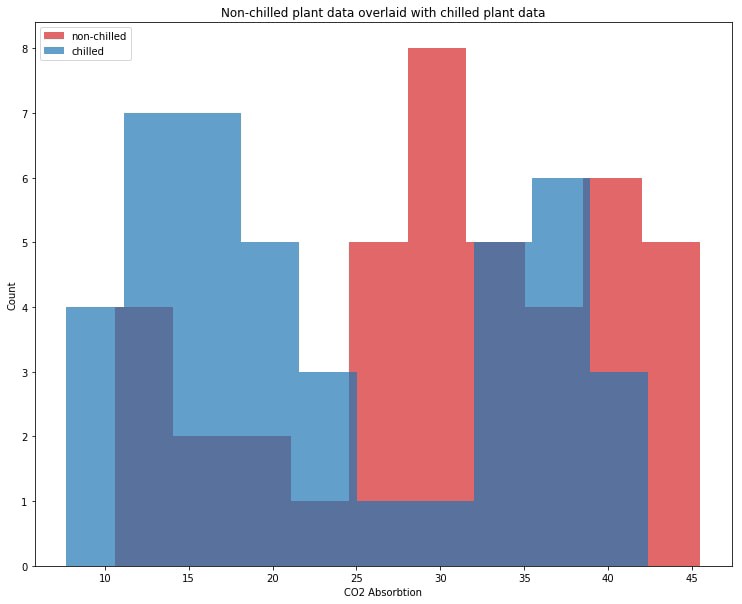 Non-chilled plant data overlaid with chilled plant data
non-chilled
chilled
8
7
6
5
4
3
2
1
0
Count
10 15 20 25 30 35 40 45
CO2 Absorbtion